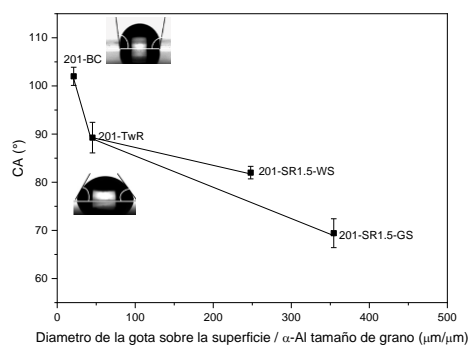 115
110
100
90
80
70
60
CA (°)
201-BC
201-TwR
201-SR1.5-WS
201-SR1.5-GS
0
100
200
300
400
500
Diametro de la gota sobre la superficie / α-Al tamaño de grano (μm/μm)